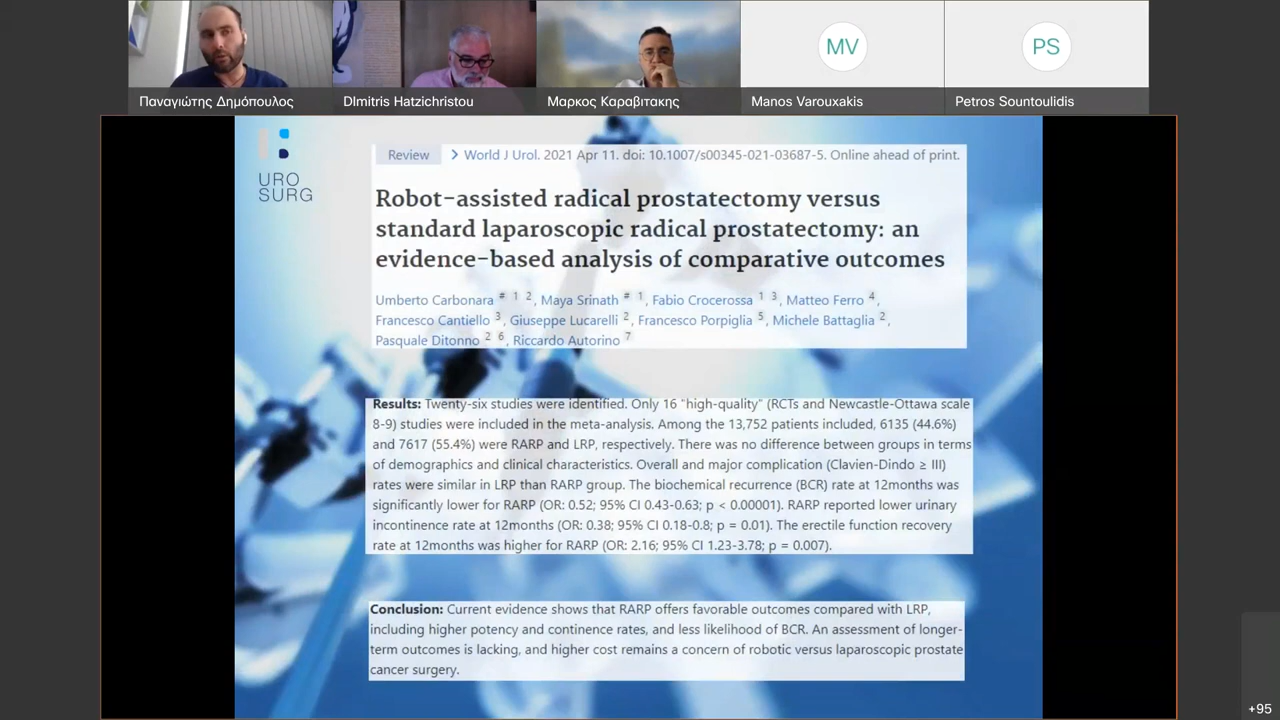 Παναγιώτης Δημόπουλος
DImitris Hatzichristou
Μαρκος Καραβιτακης
MV
Manos Varouxakis
PS
Petros Sountoulidis
URO
SURG
Review > World J Urol. 2021 Apr 11. doi: 10.1007/s00345-021-03687-5. Online ahead of print.
Robot-assisted radical prostatectomy versus
standard laparoscopic radical prostatectomy: an
evidence-based analysis of comparative outcomes
Umberto Carbonara # 1 2, Maya Srinath # 1, Fabio Crocerossa 1 3, Matteo Ferro 4,
Francesco Cantiello 3, Giuseppe Lucarelli 2, Francesco Porpiglia 5, Michele Battaglia 2,
Pasquale Ditonno 2 6, Riccardo Autorino 7
Results: Twenty-six studies were identified. Only 16 "high-quality" (RCTs and Newcastle-Ottawa scale
8-9) studies were included in the meta-analysis. Among the 13,752 patients included, 6135 (44.6%)
and 7617 (55.4%) were RARP and LRP, respectively. There was no difference between groups in terms
of demographics and clinical characteristics. Overall and major complication (Clavien-Dindo ≥ III)
rates were similar in LRP than RARP group. The biochemical recurrence (BCR) rate at 12months was
significantly lower for RARP (OR: 0.52; 95% CI 0.43-0.63; p < 0.00001). RARP reported lower urinary
incontinence rate at 12months (OR: 0.38; 95% CI 0.18-0.8; p = 0.01). The erectile function recovery
rate at 12months was higher for RARP (OR: 2.16; 95% CI 1.23-3.78; p = 0.007).
Conclusion: Current evidence shows that RARP offers favorable outcomes compared with LRP,
including higher potency and continence rates, and less likelihood of BCR. An assessment of longer-
term outcomes is lacking, and higher cost remains a concern of robotic versus laparoscopic prostate
cancer surgery.
+95